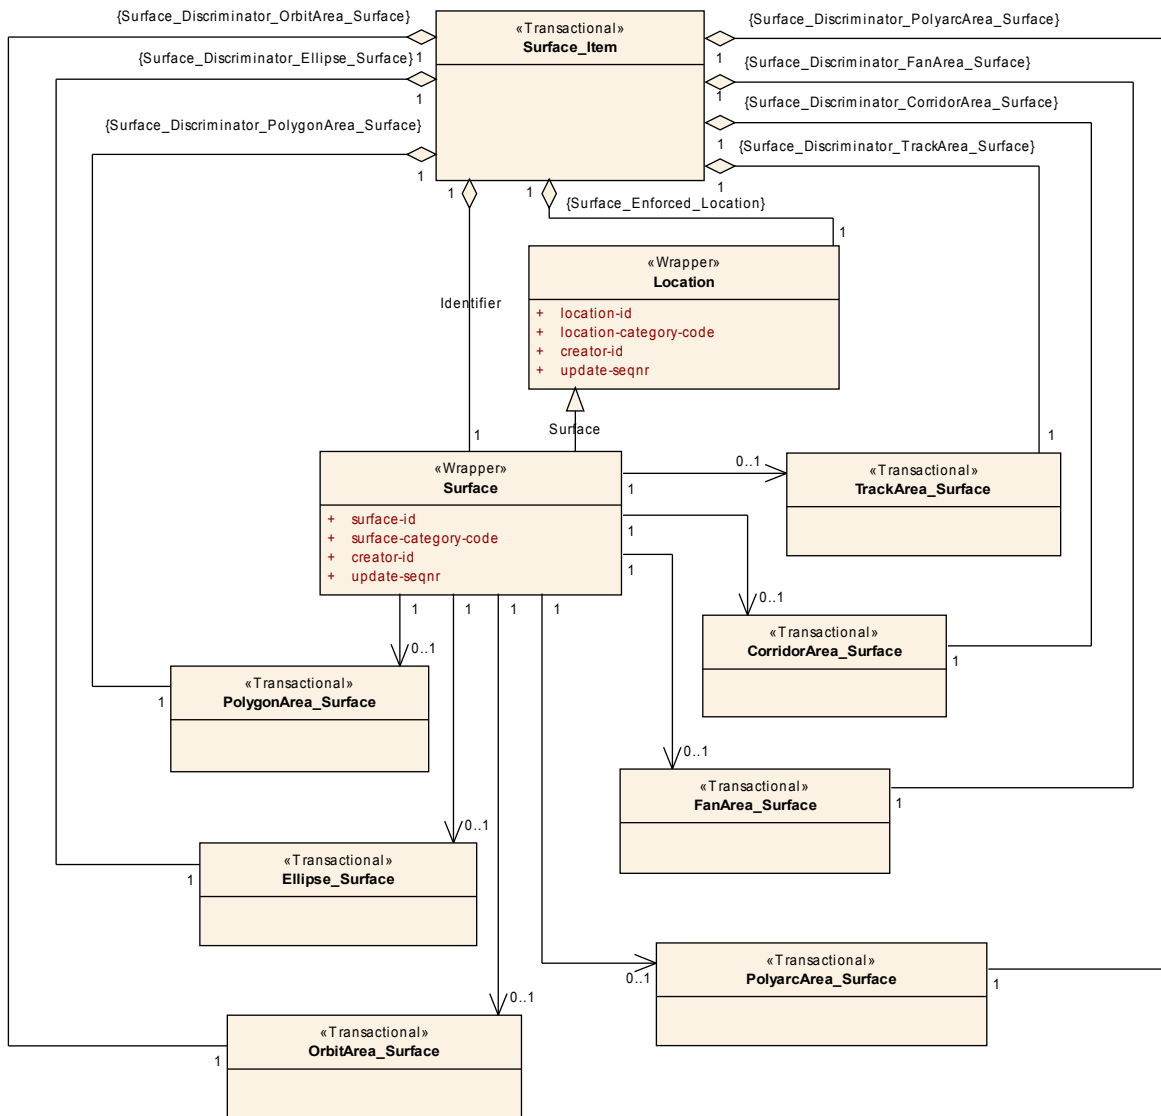 {Surface_Discriminator_OrbitArea_Surface}
1
«Transactional»
Surface_Item
{Surface_Discriminator_PolyarcArea_Surface}
1
{Surface_Discriminator_Ellipse_Surface}
1
{Surface_Discriminator_FanArea_Surface}
1
{Surface_Discriminator_CorridorArea_Surface}
1
{Surface_Discriminator_PolygonArea_Surface}
1
{Surface_Discriminator_TrackArea_Surface}
1
1
1
{Surface_Enforced_Location}
1
«Wrapper»
Location
+ location-id
+ location-category-code
+ creator-id
+ update-seqnr
Identifier
Surface
1
1
«Wrapper»
Surface
+ surface-id
+ surface-category-code
+ creator-id
+ update-seqnr
1
0..1
«Transactional»
TrackArea_Surface
1
0..1
1
0..1
1
1
1
1
«Transactional»
CorridorArea_Surface
1
0..1
«Transactional»
PolygonArea_Surface
1
«Transactional»
FanArea_Surface
1
0..1
«Transactional»
Ellipse_Surface
1
0..1
«Transactional»
PolyarcArea_Surface
1
0..1
«Transactional»
OrbitArea_Surface
1